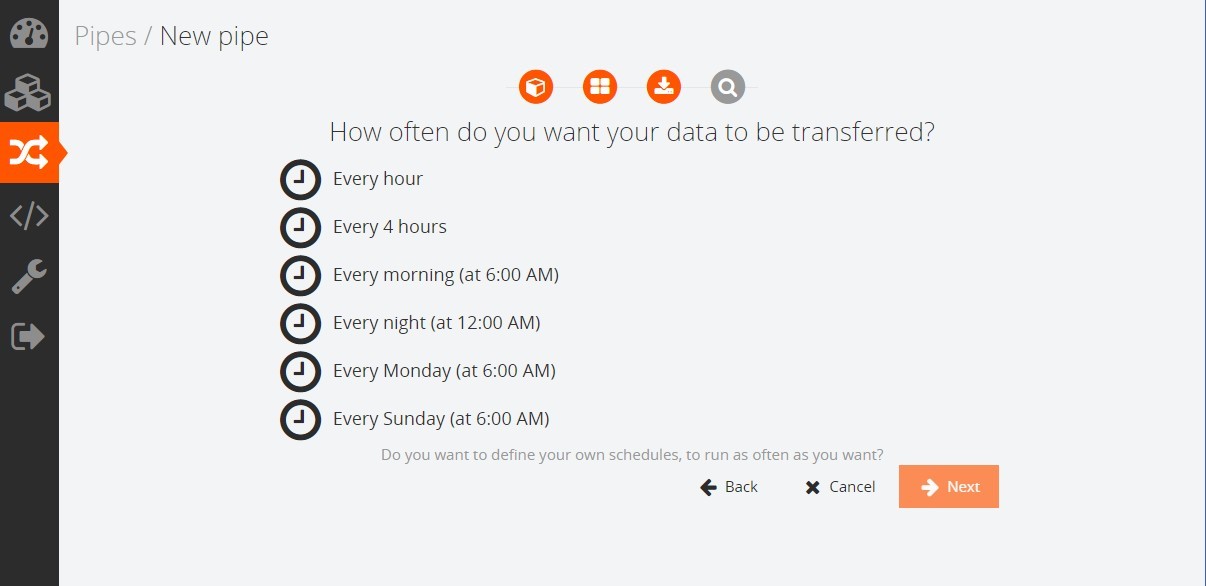 Pipes / New pipe
How often do you want your data to be transferred?
Every hour
Every 4 hours
Every morning (at 6:00 AM)
Every night (at 12:00 AM)
Every Monday (at 6:00 AM)
Every Sunday (at 6:00 AM)
Do you want to define your own schedules, to run as often as you want?
Back Cancel Next